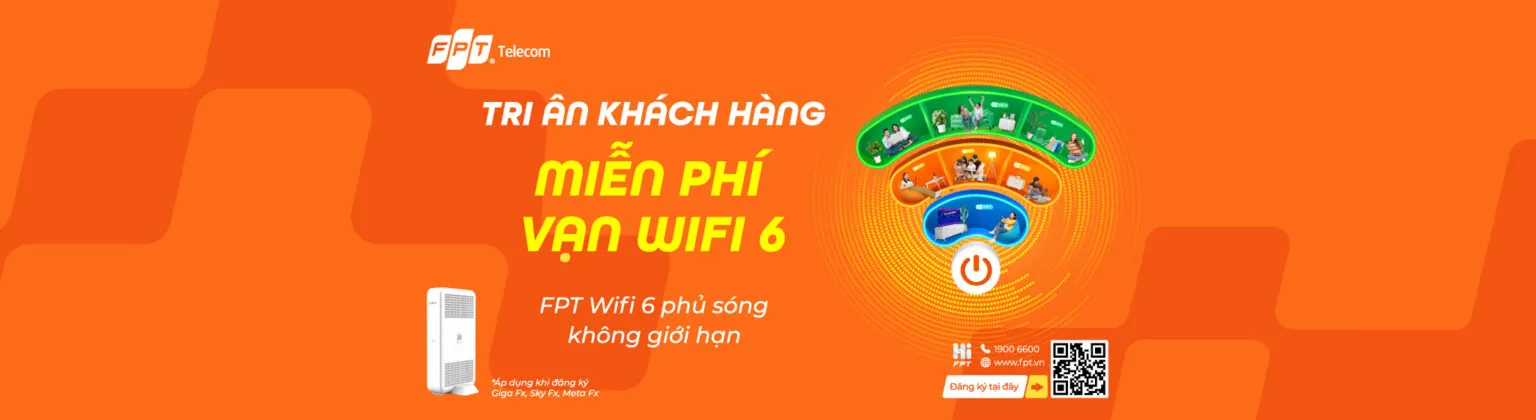 FPT Telecom
TRI ÂN KHÁCH HÀNG
MIỄN PHÍ
VẠN WIFI 6
FPT Wifi 6 phủ sóng
không giới hạn
*Áp dụng khi đăng ký
Giga Fx, Sky Fx, Meta Fx
Hi FPT
1900 6600
www.fpt.vn
Đăng ký tại đây